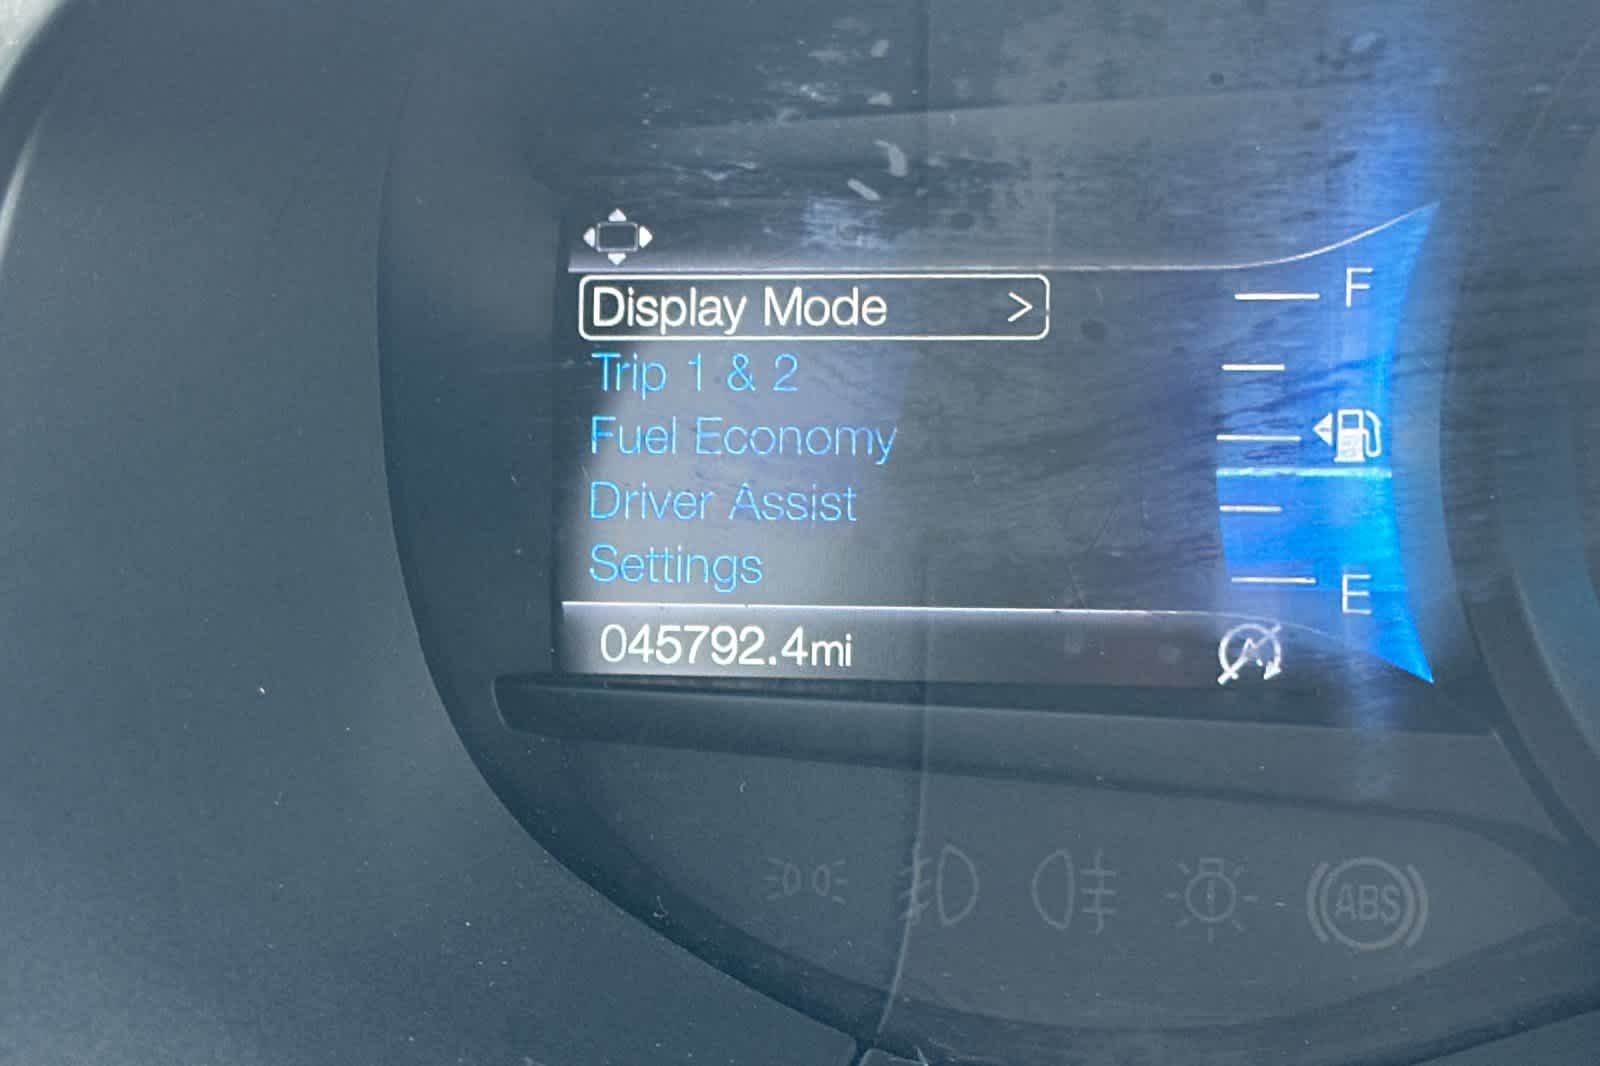 Display Mode >
Trip 1 & 2
Fuel Economy
Driver Assist
Settings
045792.4mi
F
E
ABS